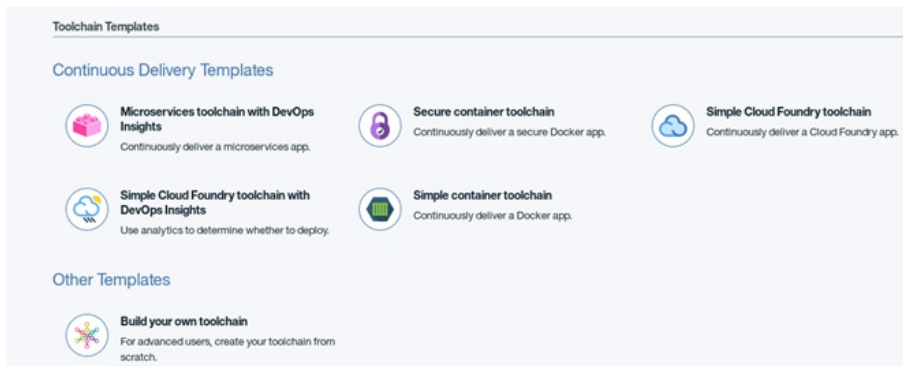 Toolchain Templates
Continuous Delivery Templates
Microservices toolchain with DevOps
Insights
Continuously deliver a microservices app.
Secure container toolchain
Continuously deliver a secure Docker app.
Simple Cloud Foundry toolchain
Continuously deliver a Cloud Foundry app.
Simple Cloud Foundry toolchain with
DevOps Insights
Use analytics to determine whether to deploy.
Simple container toolchain
Continuously deliver a Docker app.
Other Templates
Build your own toolchain
For advanced users, create your toolchain from
scratch.